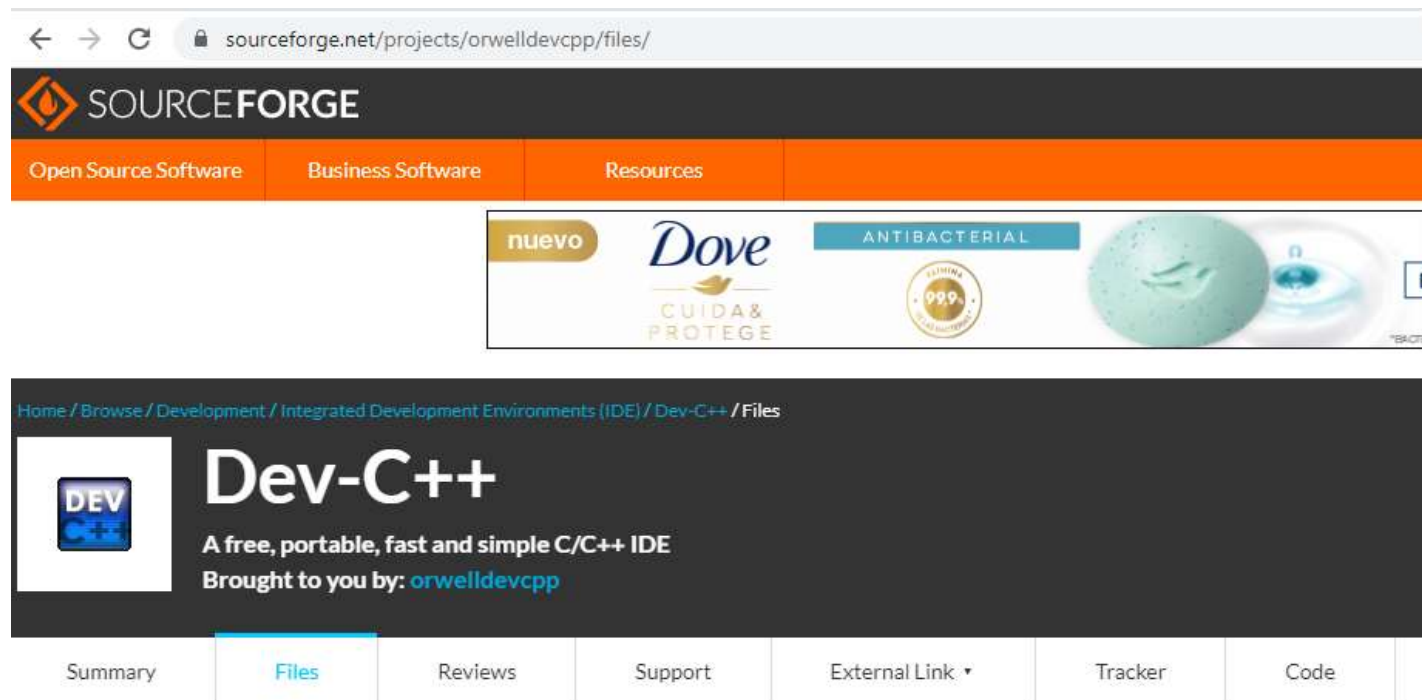 sourceforge.net/projects/orwelldevcpp/files/
SOURCEFORGE
Open Source Software Business Software Resources
nuevo
Dove
CUIDA&
PROTEGE
ANTIBACTERIAL
99,9%
Home / Browse / Development / Integrated Development Environments (IDE) / Dev-C++ / Files
DEV
C++
Dev-C++
A free, portable, fast and simple C/C++ IDE
Brought to you by: orwelldevcpp
Summary Files Reviews Support External Link ▾ Tracker Code